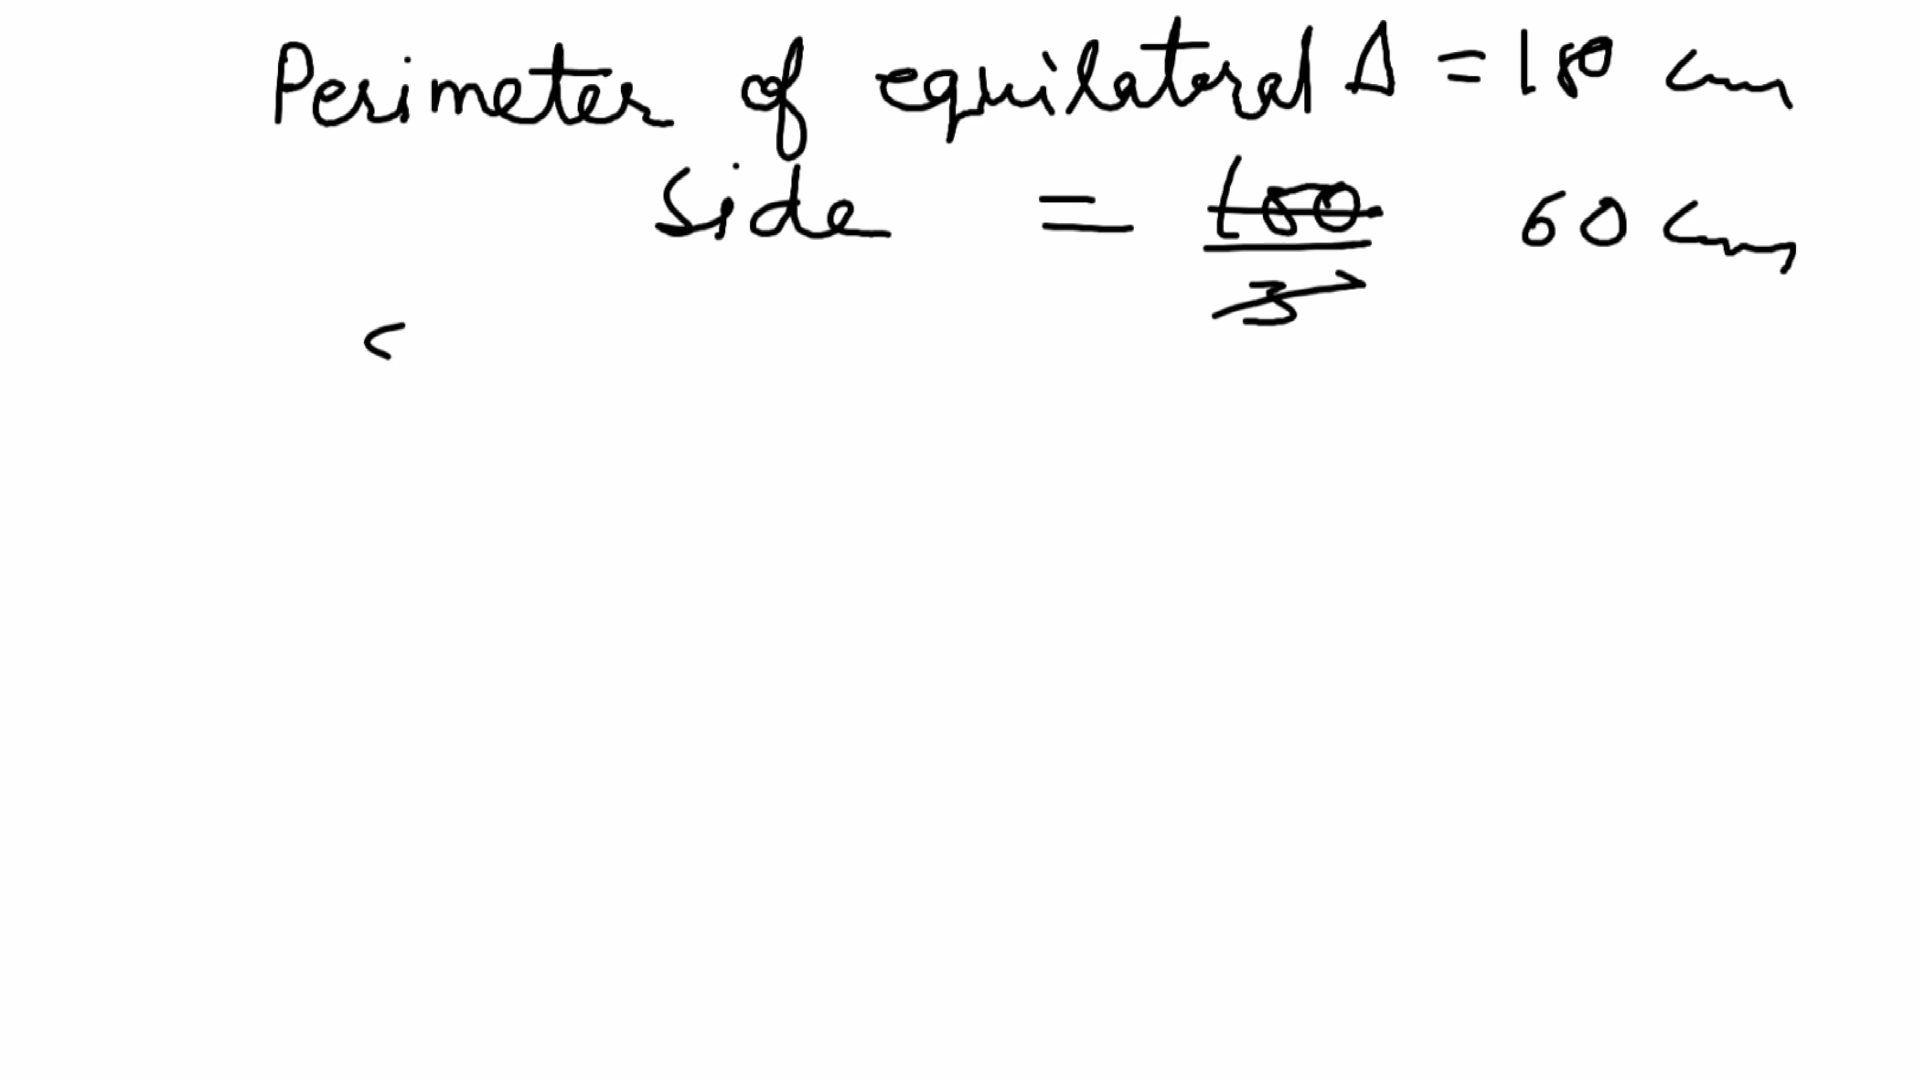 Perimeter of equilateral Δ = 180 cm
Side = 180/3 60 cm